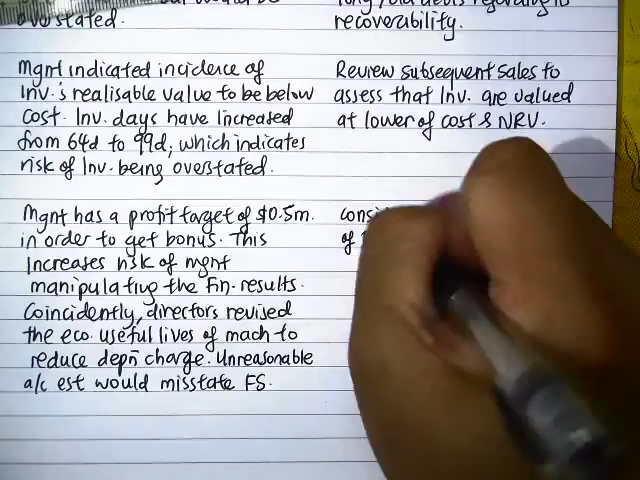 overstated.
Mgnt indicated incidence of
Inv.'s realisable value to be below
cost. Inv. days have increased
from 64d to 99d, which indicates
risk of Inv. being overstated.
Mgnt has a profit target of $0.5m.
in order to get bonus. This
increases risk of mgnt
manipulating the Fin. results.
Coincidently, directors revised
the eco. useful lives of mach to
reduce depn̄ charge. Unreasonable
a/c est would misstate FS.
recoverability.
Review subsequent sales to
assess that Inv. are valued
at lower of cost & NRV.
of